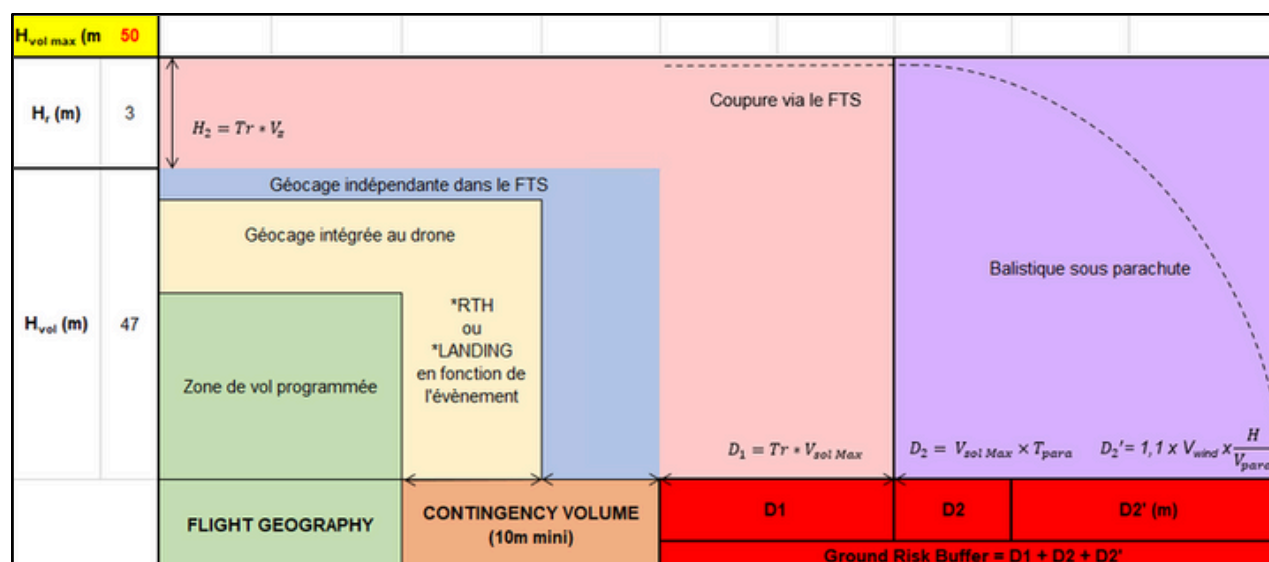 H_vol max (m 50
H_r (m) 3
H_2 = Tr * V_z
Coupure via le FTS
Géocage indépendante dans le FTS
Géocage intégrée au drone
Balistique sous parachute
*RTH
ou
*LANDING
en fonction de
l'évènement
H_vol (m) 47
Zone de vol programmée
D_1 = Tr * V_sol Max
D_2 = V_sol Max × T_para
D_2' = 1,1 x V_wind x H/V_para
FLIGHT GEOGRAPHY
CONTINGENCY VOLUME
(10m mini)
D1
D2
D2' (m)
Ground Risk Buffer = D1 + D2 + D2'